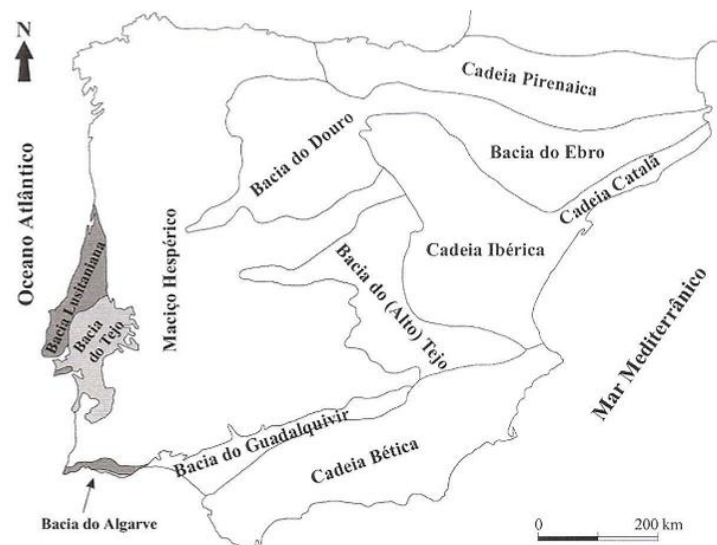 N
Oceano Atlântico
Maciço Hespérico
Cadeia Pirenaica
Bacia do Douro
Bacia do Ebro
Cadeia Catalã
Cadeia Ibérica
Bacia Lusitaniana
Bacia
do Tejo
Bacia do (Alto) Tejo
Mar Mediterrânico
Bacia do Guadalquivir
Cadeia Bética
Bacia do Algarve
0
200 km